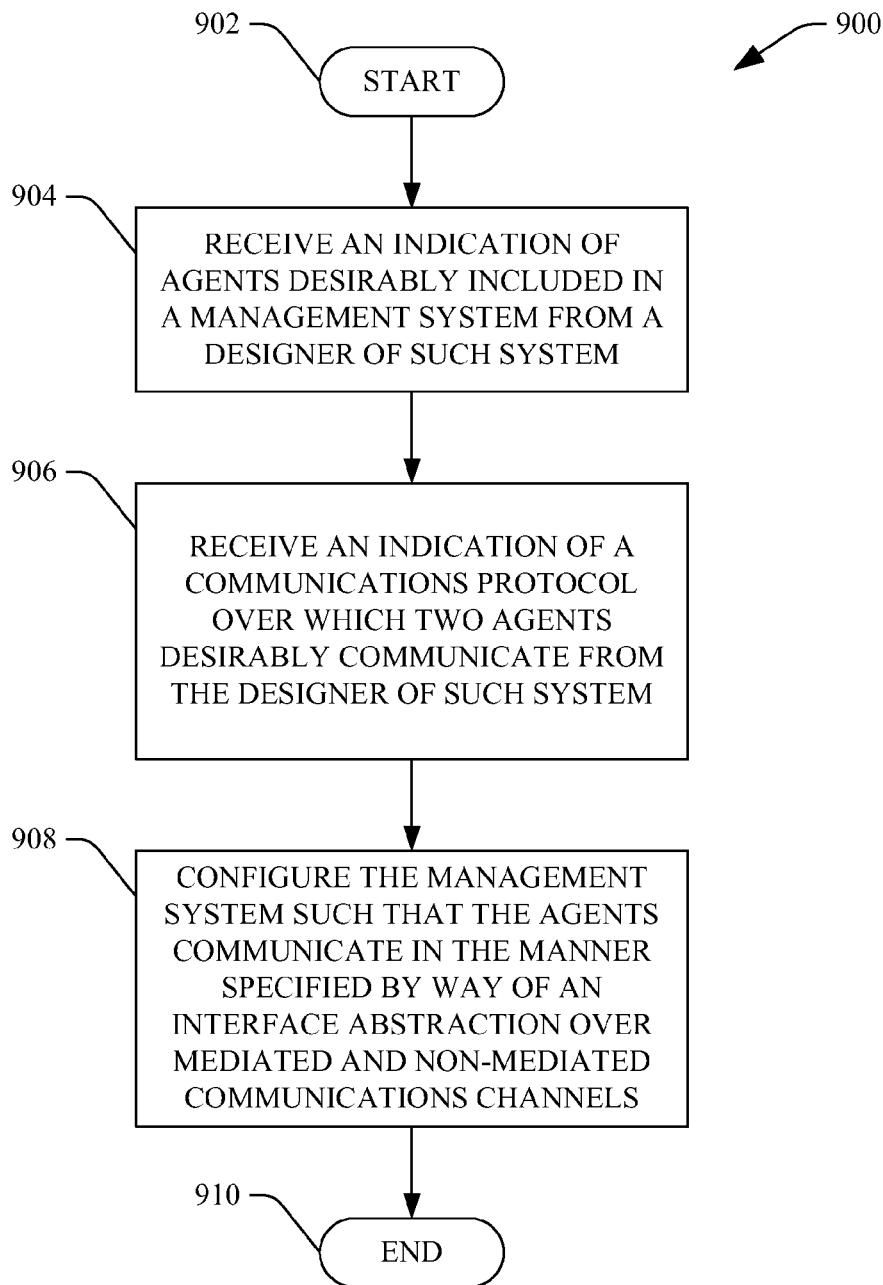 902
900
START
904
RECEIVE AN INDICATION OF
AGENTS DESIRABLY INCLUDED IN
A MANAGEMENT SYSTEM FROM A
DESIGNER OF SUCH SYSTEM
906
RECEIVE AN INDICATION OF A
COMMUNICATIONS PROTOCOL
OVER WHICH TWO AGENTS
DESIRABLY COMMUNICATE FROM
THE DESIGNER OF SUCH SYSTEM
908
CONFIGURE THE MANAGEMENT
SYSTEM SUCH THAT THE AGENTS
COMMUNICATE IN THE MANNER
SPECIFIED BY WAY OF AN
INTERFACE ABSTRACTION OVER
MEDIATED AND NON-MEDIATED
COMMUNICATIONS CHANNELS
910
END